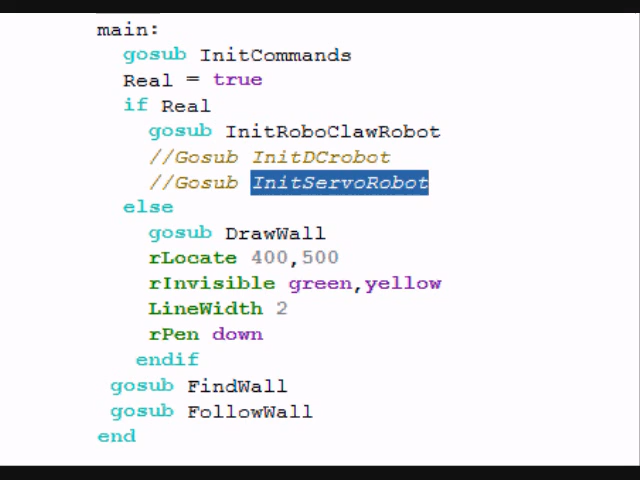 main:
gosub InitCommands
Real = true
if Real
gosub InitRoboClawRobot
//Gosub InitDCrobot
//Gosub InitServoRobot
else
gosub DrawWall
rLocate 400,500
rInvisible green,yellow
LineWidth 2
rPen down
endif
gosub FindWall
gosub FollowWall
end